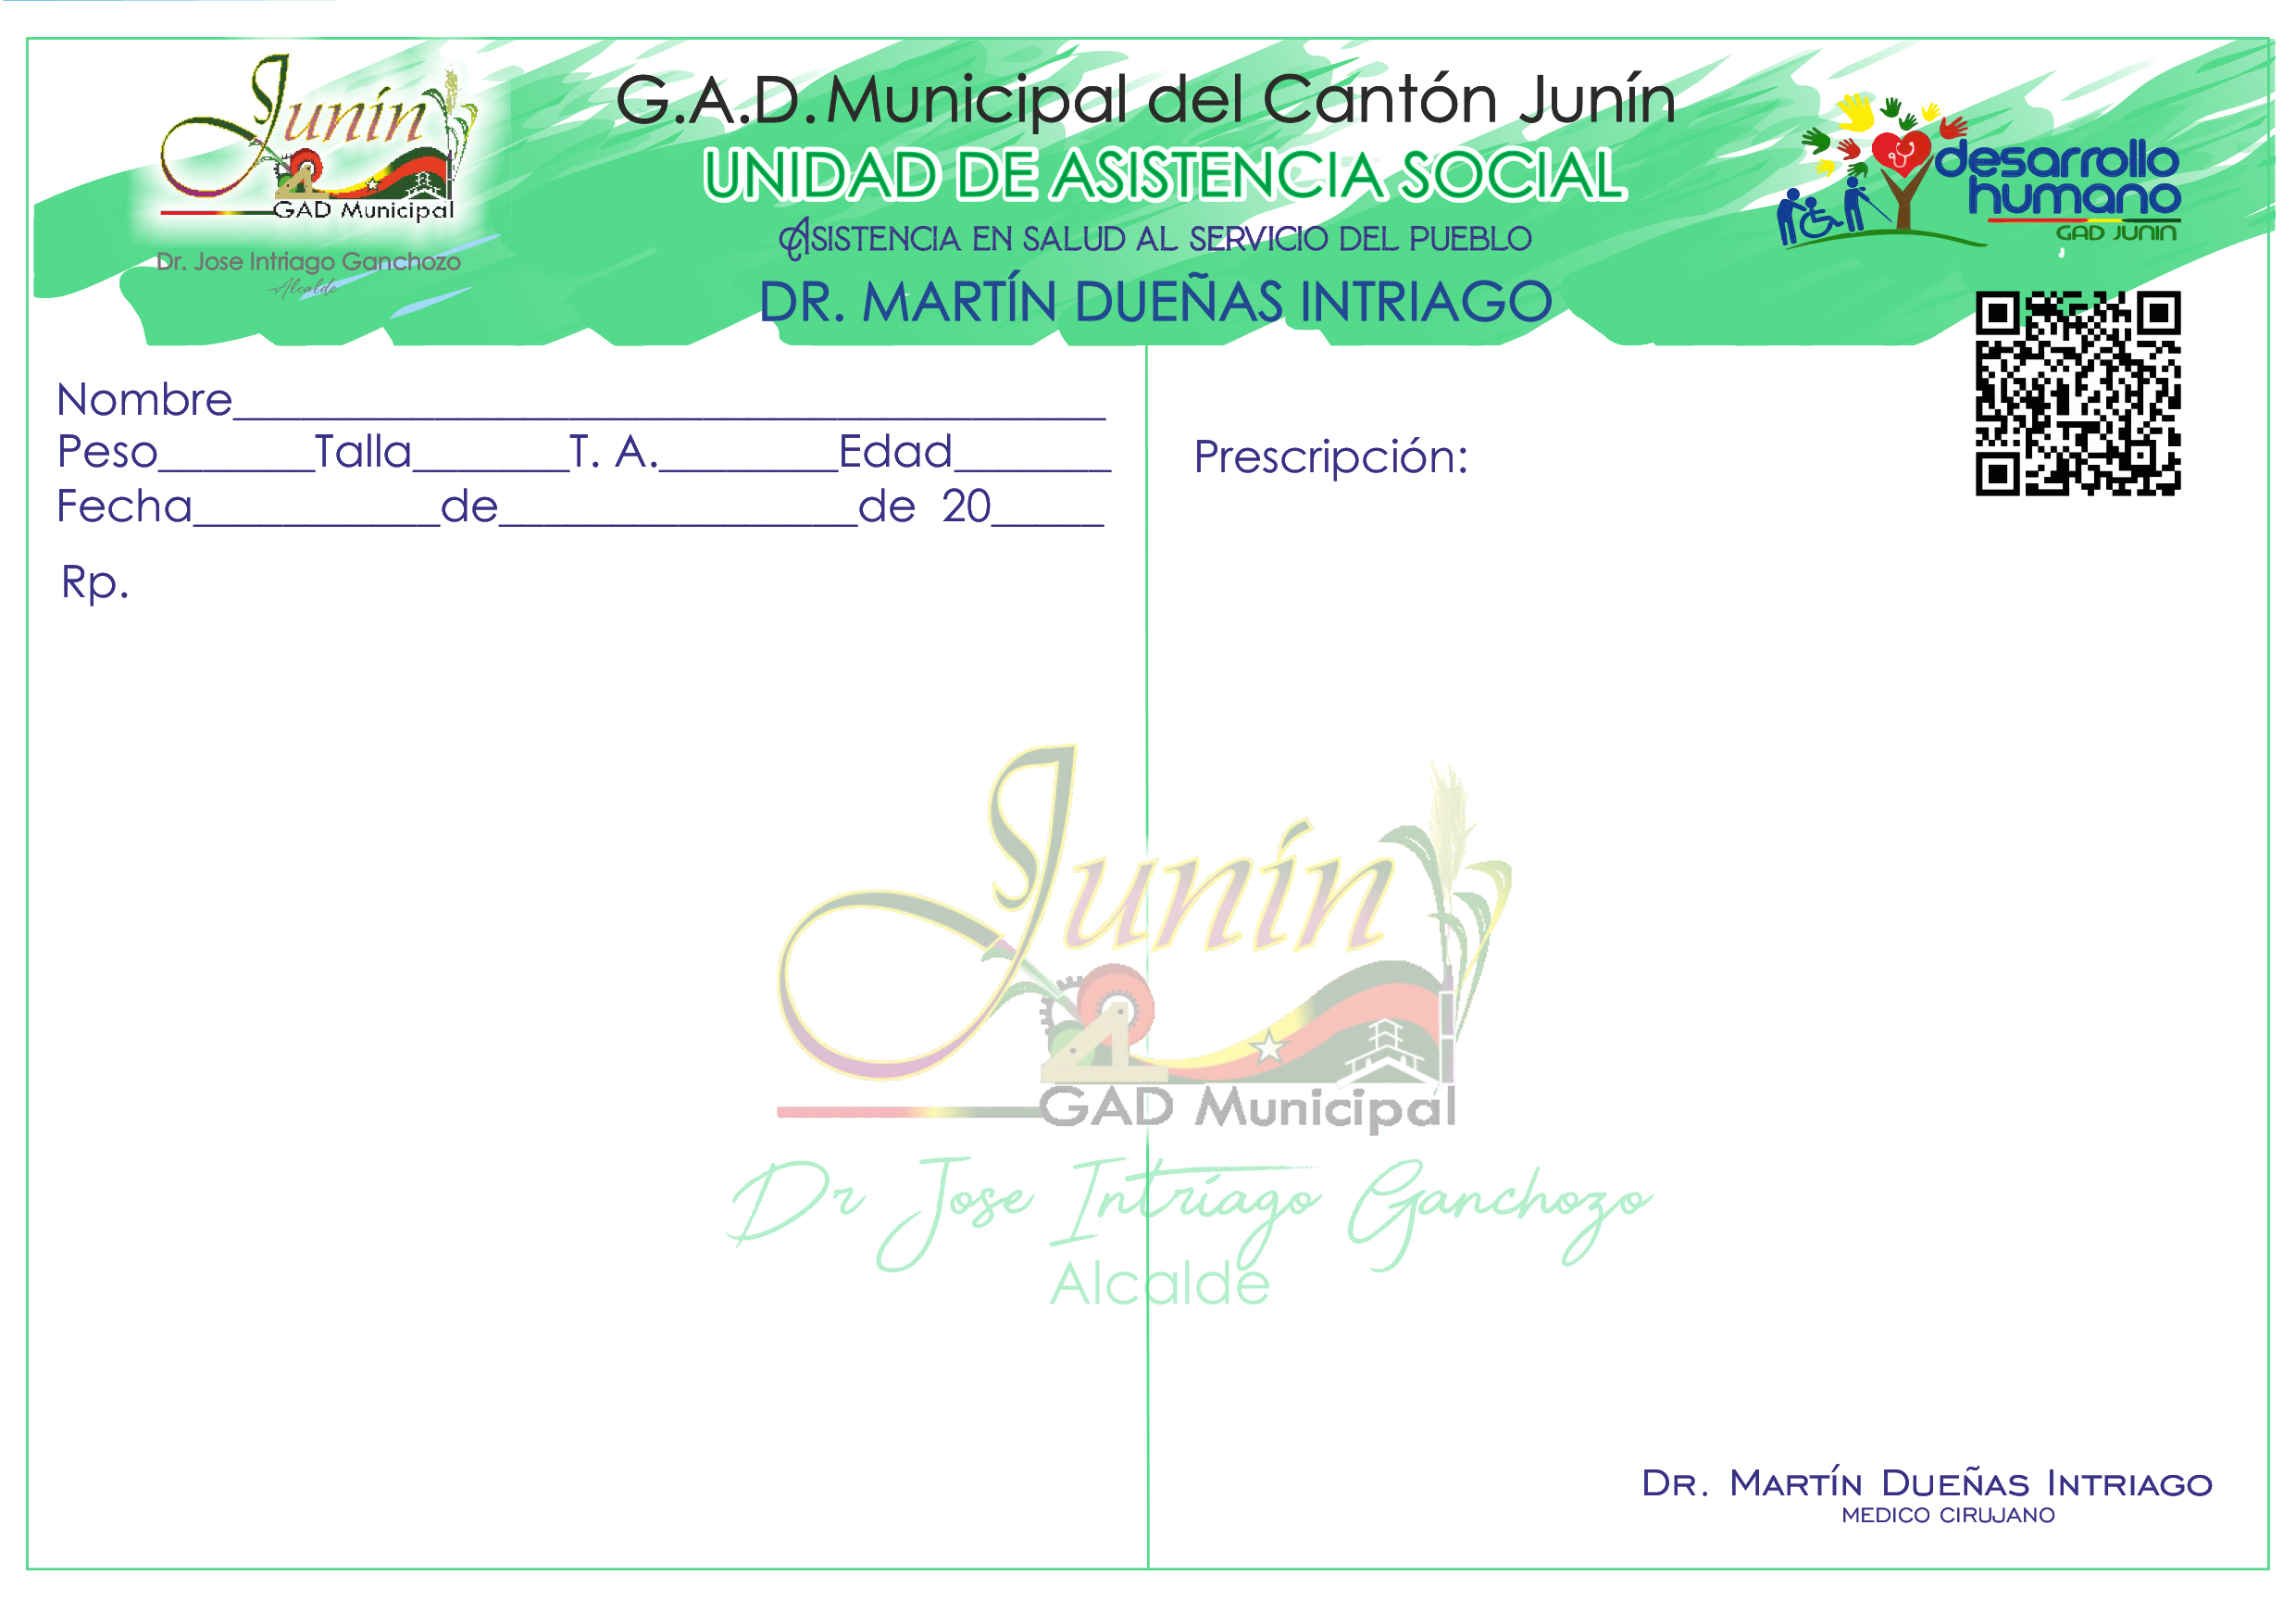 Junín
GAD Municipal
Dr. Jose Intriago Ganchozo
Alcalde
G.A.D. Municipal del Cantón Junín
UNIDAD DE ASISTENCIA SOCIAL
ASISTENCIA EN SALUD AL SERVICIO DEL PUEBLO
DR. MARTÍN DUEÑAS INTRIAGO
desarrollo
humano
GAD JUNIN
Nombre_______________________________________
Peso_______Talla_______T. A.________Edad_______
Fecha___________de________________de 20_____
Rp.
Prescripción:
Junín
GAD Municipal
Dr Jose Intriago Ganchozo
Alcalde
DR. MARTÍN DUEÑAS INTRIAGO
MEDICO CIRUJANO